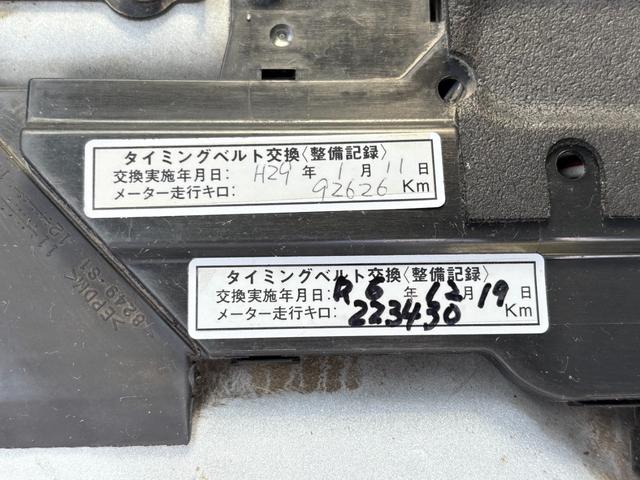 タイミングベルト交換〈整備記録〉
交換実施年月日: H24 年 1 月 11 日
メーター走行キロ: 92626 Km
タイミングベルト交換〈整備記録〉
交換実施年月日: R6 年 12 月 19 日
メーター走行キロ: 223430 Km
>EPDM<
8249-S1